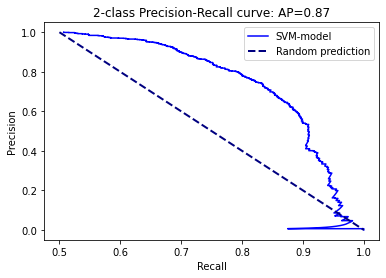 2-class Precision-Recall curve: AP=0.87
SVM-model
Random prediction
Precision
1.0
0.8
0.6
0.4
0.2
0.0
0.5 0.6 0.7 0.8 0.9 1.0
Recall